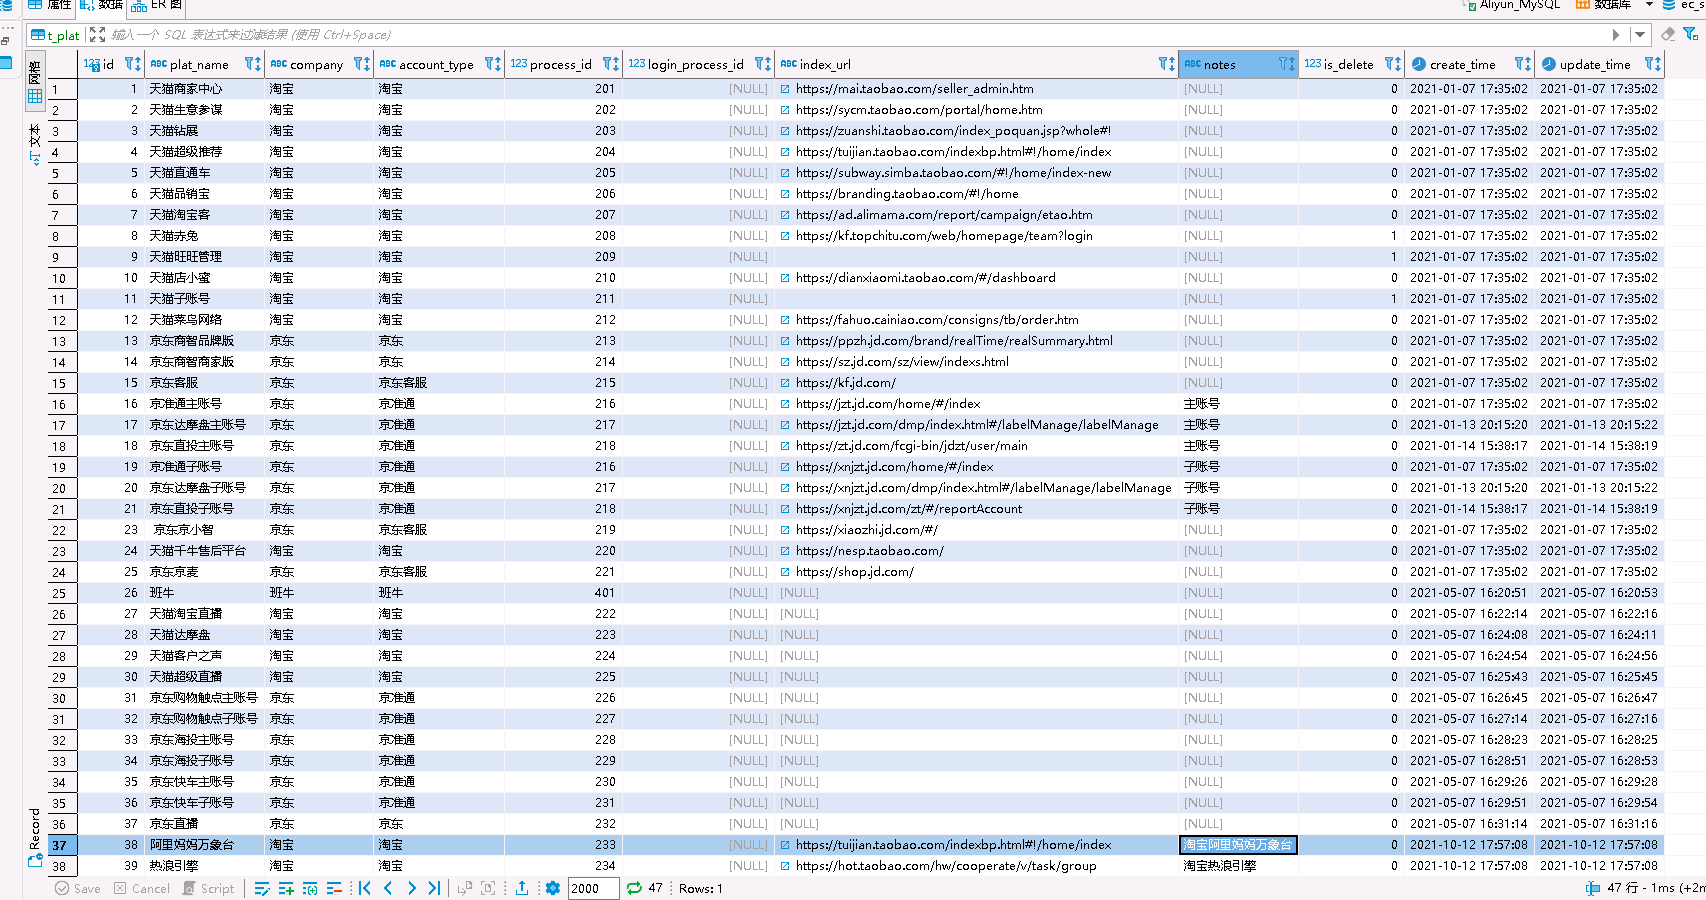 属性 数据 ER 图 Aliyun_MySQL 数据库 ec_s
t_plat 输入一个 SQL 表达式来过滤结果 (使用 Ctrl+Space)
网格
文本
Record
123 id ABC plat_name ABC company ABC account_type 123 process_id 123 login_process_id ABC index_url ABC notes 123 is_delete create_time update_time
1 1 天猫商家中心 淘宝 淘宝 201 [NULL] https://mai.taobao.com/seller_admin.htm [NULL] 0 2021-01-07 17:35:02 2021-01-07 17:35:02
2 2 天猫生意参谋 淘宝 淘宝 202 [NULL] https://sycm.taobao.com/portal/home.htm [NULL] 0 2021-01-07 17:35:02 2021-01-07 17:35:02
3 3 天猫钻展 淘宝 淘宝 203 [NULL] https://zuanshi.taobao.com/index_poquan.jsp?whole#! [NULL] 0 2021-01-07 17:35:02 2021-01-07 17:35:02
4 4 天猫超级推荐 淘宝 淘宝 204 [NULL] https://tuijian.taobao.com/indexbp.html#!/home/index [NULL] 0 2021-01-07 17:35:02 2021-01-07 17:35:02
5 5 天猫直通车 淘宝 淘宝 205 [NULL] https://subway.simba.taobao.com/#!/home/index-new [NULL] 0 2021-01-07 17:35:02 2021-01-07 17:35:02
6 6 天猫品销宝 淘宝 淘宝 206 [NULL] https://branding.taobao.com/#!/home [NULL] 0 2021-01-07 17:35:02 2021-01-07 17:35:02
7 7 天猫淘宝客 淘宝 淘宝 207 [NULL] https://ad.alimama.com/report/campaign/etao.htm [NULL] 0 2021-01-07 17:35:02 2021-01-07 17:35:02
8 8 天猫赤兔 淘宝 淘宝 208 [NULL] https://kf.topchitu.com/web/homepage/team?login [NULL] 1 2021-01-07 17:35:02 2021-01-07 17:35:02
9 9 天猫旺旺管理 淘宝 淘宝 209 [NULL] [NULL] 1 2021-01-07 17:35:02 2021-01-07 17:35:02
10 10 天猫店小蜜 淘宝 淘宝 210 [NULL] https://dianxiaomi.taobao.com/#/dashboard [NULL] 0 2021-01-07 17:35:02 2021-01-07 17:35:02
11 11 天猫子账号 淘宝 淘宝 211 [NULL] [NULL] 1 2021-01-07 17:35:02 2021-01-07 17:35:02
12 12 天猫菜鸟网络 淘宝 淘宝 212 [NULL] https://fahuo.cainiao.com/consigns/tb/order.htm [NULL] 0 2021-01-07 17:35:02 2021-01-07 17:35:02
13 13 京东商智品牌版 京东 京东 213 [NULL] https://ppzh.jd.com/brand/realTime/realSummary.html [NULL] 0 2021-01-07 17:35:02 2021-01-07 17:35:02
14 14 京东商智商家版 京东 京东 214 [NULL] https://sz.jd.com/sz/view/indexs.html [NULL] 0 2021-01-07 17:35:02 2021-01-07 17:35:02
15 15 京东客服 京东 京东客服 215 [NULL] https://kf.jd.com/ [NULL] 0 2021-01-07 17:35:02 2021-01-07 17:35:02
16 16 京准通主账号 京东 京准通 216 [NULL] https://jzt.jd.com/home/#/index 主账号 0 2021-01-07 17:35:02 2021-01-07 17:35:02
17 17 京东达摩盘主账号 京东 京准通 217 [NULL] https://jzt.jd.com/dmp/index.html#/labelManage/labelManage 主账号 0 2021-01-13 20:15:20 2021-01-13 20:15:22
18 18 京东直投主账号 京东 京准通 218 [NULL] https://zt.jd.com/fcgi-bin/jdzt/user/main 主账号 0 2021-01-14 15:38:17 2021-01-14 15:38:19
19 19 京准通子账号 京东 京准通 216 [NULL] https://xnjzt.jd.com/home/#/index 子账号 0 2021-01-07 17:35:02 2021-01-07 17:35:02
20 20 京东达摩盘子账号 京东 京准通 217 [NULL] https://xnjzt.jd.com/dmp/index.html#/labelManage/labelManage 子账号 0 2021-01-13 20:15:20 2021-01-13 20:15:22
21 21 京东直投子账号 京东 京准通 218 [NULL] https://xnjzt.jd.com/zt/#/reportAccount 子账号 0 2021-01-14 15:38:17 2021-01-14 15:38:19
22 23 京东京小智 京东 京东客服 219 [NULL] https://xiaozhi.jd.com/#/ [NULL] 0 2021-01-07 17:35:02 2021-01-07 17:35:02
23 24 天猫千牛售后平台 淘宝 淘宝 220 [NULL] https://nesp.taobao.com/ [NULL] 0 2021-01-07 17:35:02 2021-01-07 17:35:02
24 25 京东京麦 京东 京东客服 221 [NULL] https://shop.jd.com/ [NULL] 0 2021-01-07 17:35:02 2021-01-07 17:35:02
25 26 班牛 班牛 班牛 401 [NULL] [NULL] [NULL] 0 2021-05-07 16:20:51 2021-05-07 16:20:53
26 27 天猫淘宝直播 淘宝 淘宝 222 [NULL] [NULL] [NULL] 0 2021-05-07 16:22:14 2021-05-07 16:22:16
27 28 天猫达摩盘 淘宝 淘宝 223 [NULL] [NULL] [NULL] 0 2021-05-07 16:24:08 2021-05-07 16:24:11
28 29 天猫客户之声 淘宝 淘宝 224 [NULL] [NULL] [NULL] 0 2021-05-07 16:24:54 2021-05-07 16:24:56
29 30 天猫超级直播 淘宝 淘宝 225 [NULL] [NULL] [NULL] 0 2021-05-07 16:25:43 2021-05-07 16:25:45
30 31 京东购物触点主账号 京东 京准通 226 [NULL] [NULL] [NULL] 0 2021-05-07 16:26:45 2021-05-07 16:26:47
31 32 京东购物触点子账号 京东 京准通 227 [NULL] [NULL] [NULL] 0 2021-05-07 16:27:14 2021-05-07 16:27:16
32 33 京东海投主账号 京东 京准通 228 [NULL] [NULL] [NULL] 0 2021-05-07 16:28:23 2021-05-07 16:28:25
33 34 京东海投子账号 京东 京准通 229 [NULL] [NULL] [NULL] 0 2021-05-07 16:28:51 2021-05-07 16:28:53
34 35 京东快车主账号 京东 京准通 230 [NULL] [NULL] [NULL] 0 2021-05-07 16:29:26 2021-05-07 16:29:28
35 36 京东快车子账号 京东 京准通 231 [NULL] [NULL] [NULL] 0 2021-05-07 16:29:51 2021-05-07 16:29:54
36 37 京东直播 京东 京东 232 [NULL] [NULL] [NULL] 0 2021-05-07 16:31:14 2021-05-07 16:31:16
37 38 阿里妈妈万象台 淘宝 淘宝 233 [NULL] https://tuijian.taobao.com/indexbp.html#!/home/index 淘宝阿里妈妈万象台 0 2021-10-12 17:57:08 2021-10-12 17:57:08
38 39 热浪引擎 淘宝 淘宝 234 [NULL] https://hot.taobao.com/hw/cooperate/v/task/group 淘宝热浪引擎 0 2021-10-12 17:57:08 2021-10-12 17:57:08
Save Cancel Script 2000 47 Rows: 1 47 行 - 1ms (+2m